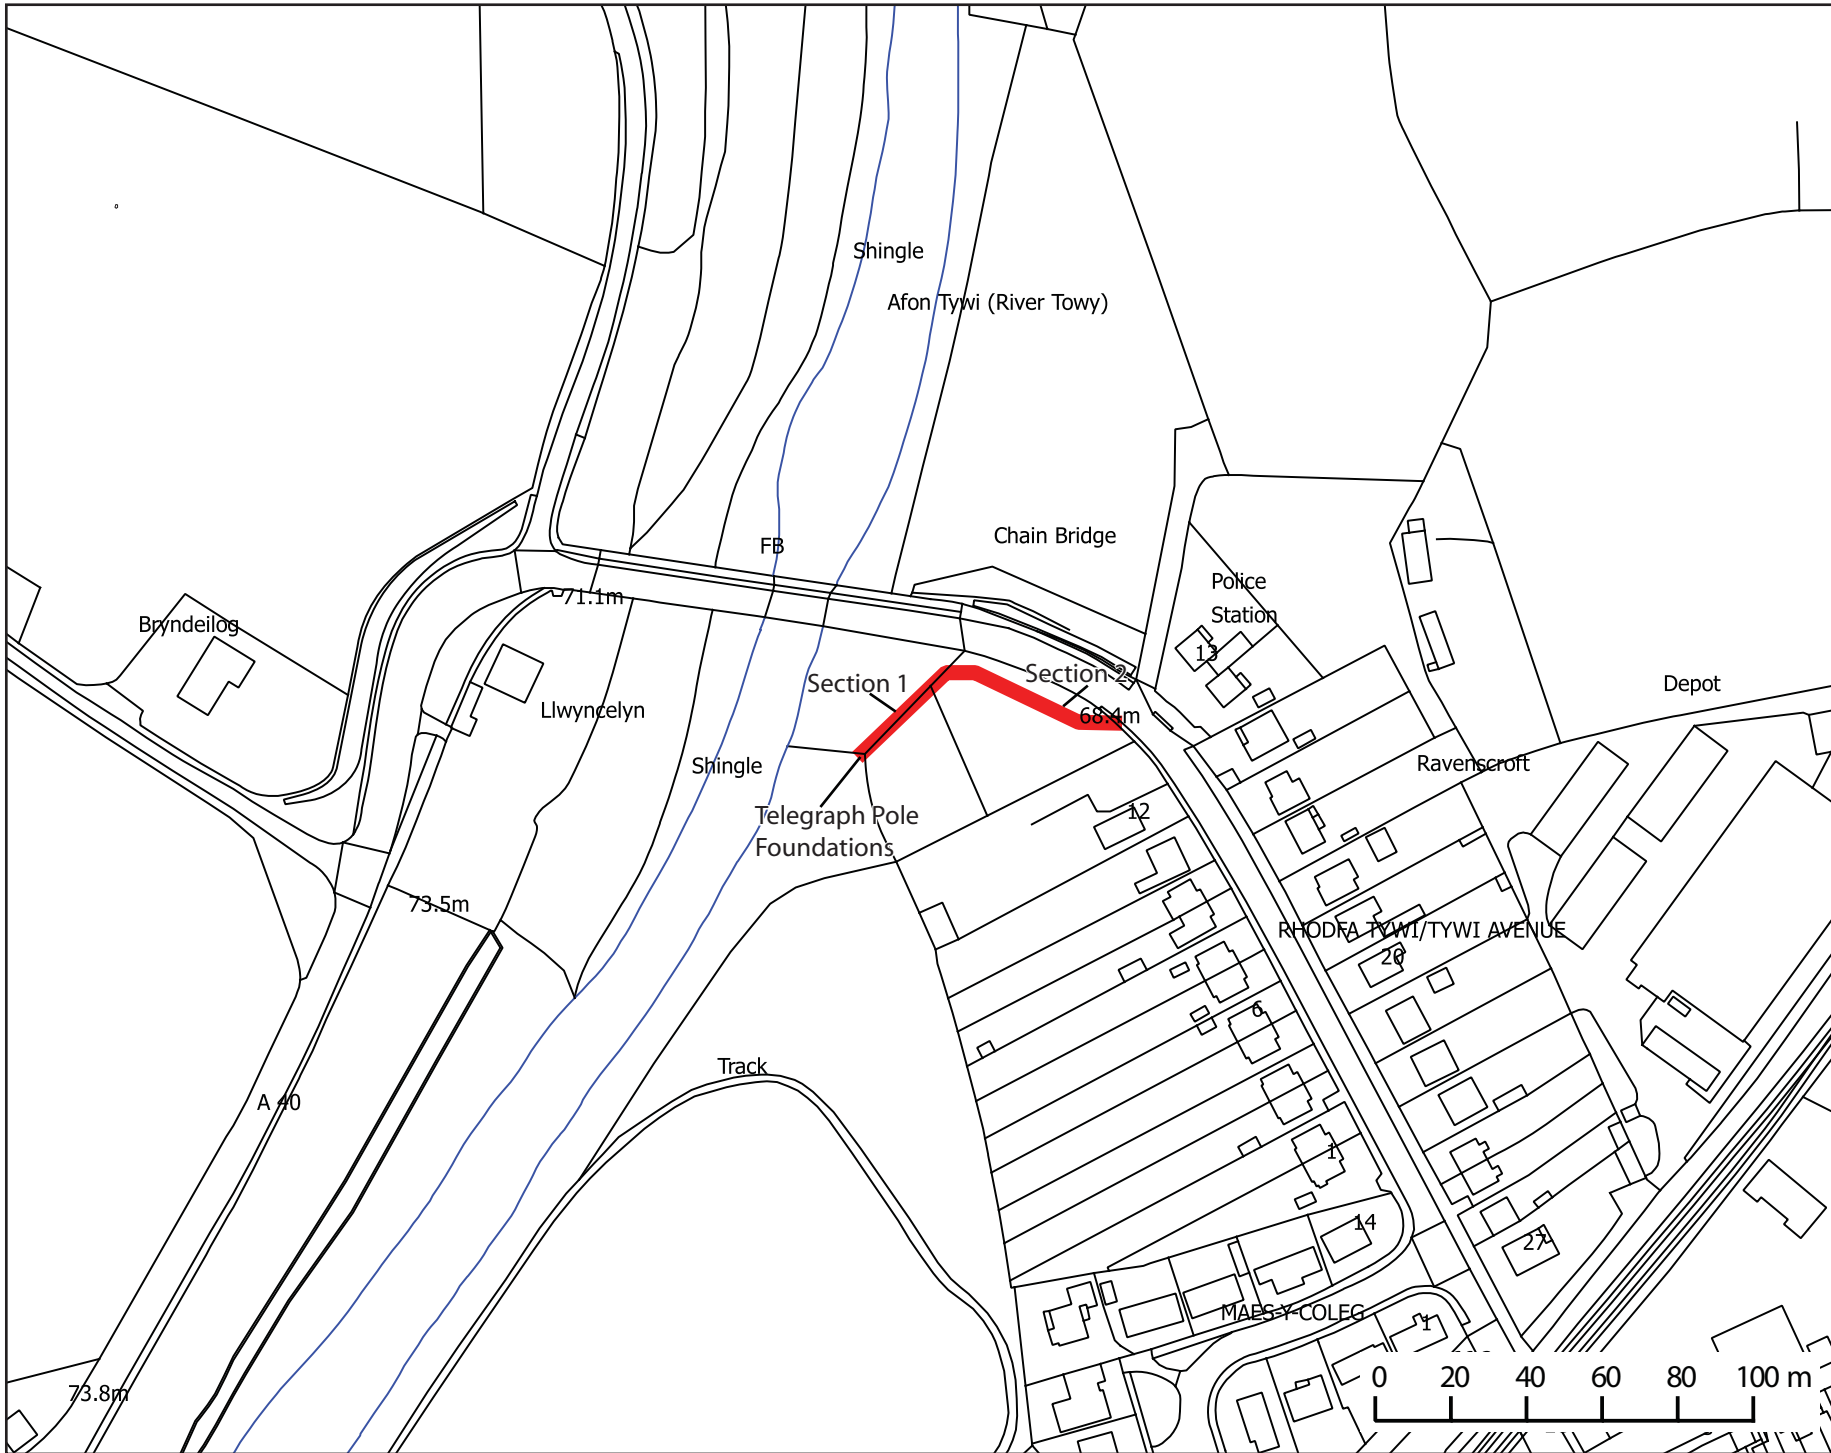 Shingle
Afon Tywi (River Towy)
FB
Chain Bridge
Police
Station
71.1m
Bryndeilog
13
Section 1
Section 2
Depot
Llwyncelyn
68.4m
Shingle
Ravenscroft
Telegraph Pole
Foundations
12
73.5m
RHODFA TYWI/TYWI AVENUE
20
6
Track
A 40
1
14
27
MAES-Y-COLEG
1
73.8m
0 20 40 60 80 100 m